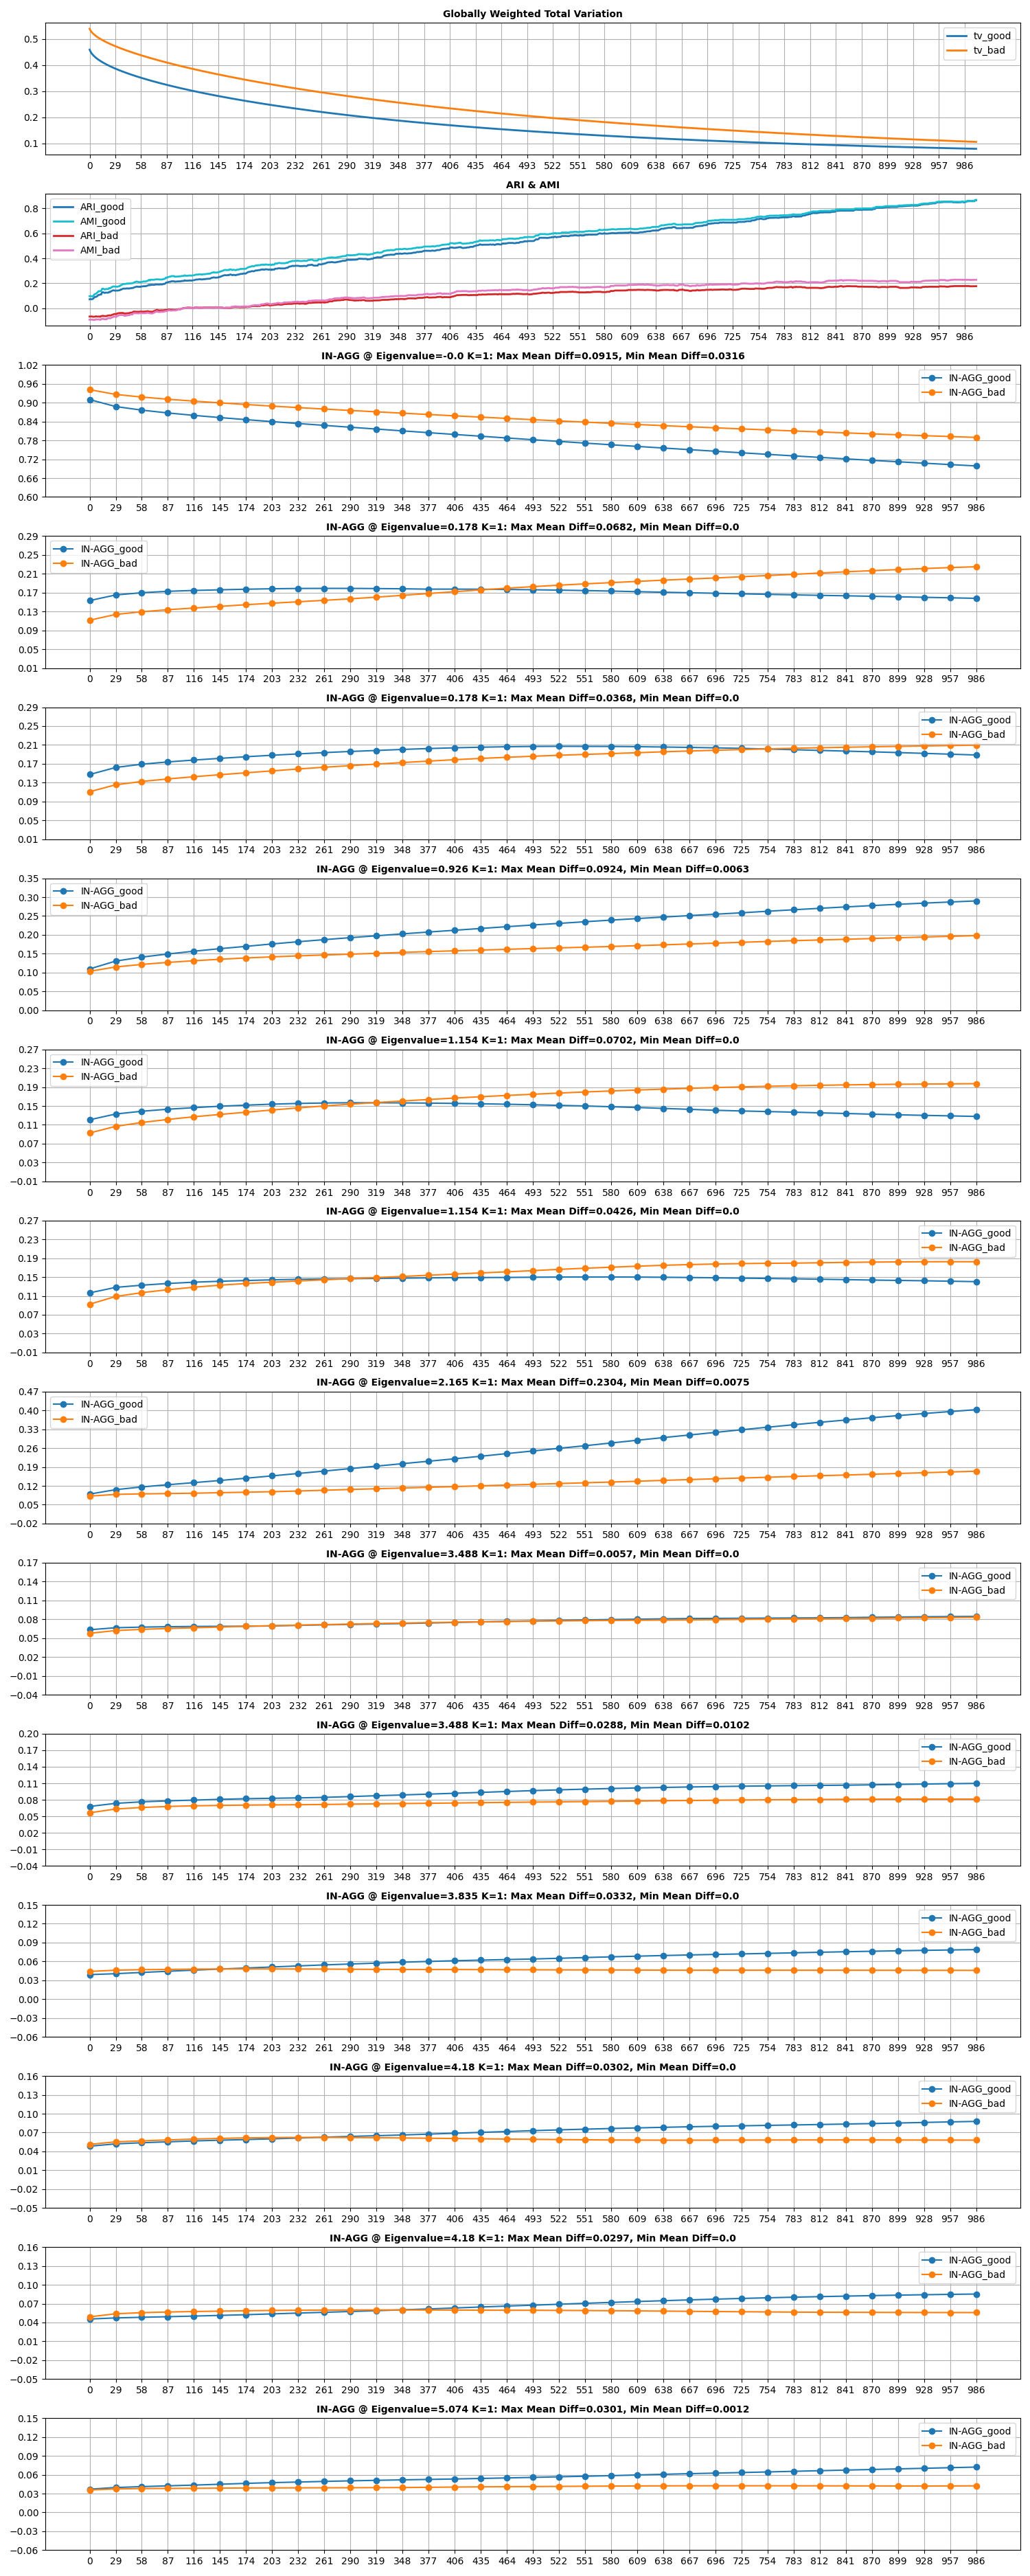 Globally Weighted Total Variation
tv_good
tv_bad
0.5
0.4
0.3
0.2
0.1
0 29 58 87 116 145 174 203 232 261 290 319 348 377 406 435 464 493 522 551 580 609 638 667 696 725 754 783 812 841 870 899 928 957 986
ARI & AMI
ARI_good
AMI_good
ARI_bad
AMI_bad
0.8
0.6
0.4
0.2
0.0
0 29 58 87 116 145 174 203 232 261 290 319 348 377 406 435 464 493 522 551 580 609 638 667 696 725 754 783 812 841 870 899 928 957 986
IN-AGG @ Eigenvalue=-0.0 K=1: Max Mean Diff=0.0915, Min Mean Diff=0.0316
IN-AGG_good
IN-AGG_bad
1.02
0.96
0.90
0.84
0.78
0.72
0.66
0.60
0 29 58 87 116 145 174 203 232 261 290 319 348 377 406 435 464 493 522 551 580 609 638 667 696 725 754 783 812 841 870 899 928 957 986
IN-AGG @ Eigenvalue=0.178 K=1: Max Mean Diff=0.0682, Min Mean Diff=0.0
IN-AGG_good
IN-AGG_bad
0.29
0.25
0.21
0.17
0.13
0.09
0.05
0.01
0 29 58 87 116 145 174 203 232 261 290 319 348 377 406 435 464 493 522 551 580 609 638 667 696 725 754 783 812 841 870 899 928 957 986
IN-AGG @ Eigenvalue=0.178 K=1: Max Mean Diff=0.0368, Min Mean Diff=0.0
IN-AGG_good
IN-AGG_bad
0.29
0.25
0.21
0.17
0.13
0.09
0.05
0.01
0 29 58 87 116 145 174 203 232 261 290 319 348 377 406 435 464 493 522 551 580 609 638 667 696 725 754 783 812 841 870 899 928 957 986
IN-AGG @ Eigenvalue=0.926 K=1: Max Mean Diff=0.0924, Min Mean Diff=0.0063
IN-AGG_good
IN-AGG_bad
0.35
0.30
0.25
0.20
0.15
0.10
0.05
0.00
0 29 58 87 116 145 174 203 232 261 290 319 348 377 406 435 464 493 522 551 580 609 638 667 696 725 754 783 812 841 870 899 928 957 986
IN-AGG @ Eigenvalue=1.154 K=1: Max Mean Diff=0.0702, Min Mean Diff=0.0
IN-AGG_good
IN-AGG_bad
0.27
0.23
0.19
0.15
0.11
0.07
0.03
−0.01
0 29 58 87 116 145 174 203 232 261 290 319 348 377 406 435 464 493 522 551 580 609 638 667 696 725 754 783 812 841 870 899 928 957 986
IN-AGG @ Eigenvalue=1.154 K=1: Max Mean Diff=0.0426, Min Mean Diff=0.0
IN-AGG_good
IN-AGG_bad
0.27
0.23
0.19
0.15
0.11
0.07
0.03
−0.01
0 29 58 87 116 145 174 203 232 261 290 319 348 377 406 435 464 493 522 551 580 609 638 667 696 725 754 783 812 841 870 899 928 957 986
IN-AGG @ Eigenvalue=2.165 K=1: Max Mean Diff=0.2304, Min Mean Diff=0.0075
IN-AGG_good
IN-AGG_bad
0.47
0.40
0.33
0.26
0.19
0.12
0.05
−0.02
0 29 58 87 116 145 174 203 232 261 290 319 348 377 406 435 464 493 522 551 580 609 638 667 696 725 754 783 812 841 870 899 928 957 986
IN-AGG @ Eigenvalue=3.488 K=1: Max Mean Diff=0.0057, Min Mean Diff=0.0
IN-AGG_good
IN-AGG_bad
0.17
0.14
0.11
0.08
0.05
0.02
−0.01
−0.04
0 29 58 87 116 145 174 203 232 261 290 319 348 377 406 435 464 493 522 551 580 609 638 667 696 725 754 783 812 841 870 899 928 957 986
IN-AGG @ Eigenvalue=3.488 K=1: Max Mean Diff=0.0288, Min Mean Diff=0.0102
IN-AGG_good
IN-AGG_bad
0.20
0.17
0.14
0.11
0.08
0.05
0.02
−0.01
−0.04
0 29 58 87 116 145 174 203 232 261 290 319 348 377 406 435 464 493 522 551 580 609 638 667 696 725 754 783 812 841 870 899 928 957 986
IN-AGG @ Eigenvalue=3.835 K=1: Max Mean Diff=0.0332, Min Mean Diff=0.0
IN-AGG_good
IN-AGG_bad
0.15
0.12
0.09
0.06
0.03
0.00
−0.03
−0.06
0 29 58 87 116 145 174 203 232 261 290 319 348 377 406 435 464 493 522 551 580 609 638 667 696 725 754 783 812 841 870 899 928 957 986
IN-AGG @ Eigenvalue=4.18 K=1: Max Mean Diff=0.0302, Min Mean Diff=0.0
IN-AGG_good
IN-AGG_bad
0.16
0.13
0.10
0.07
0.04
0.01
−0.02
−0.05
0 29 58 87 116 145 174 203 232 261 290 319 348 377 406 435 464 493 522 551 580 609 638 667 696 725 754 783 812 841 870 899 928 957 986
IN-AGG @ Eigenvalue=4.18 K=1: Max Mean Diff=0.0297, Min Mean Diff=0.0
IN-AGG_good
IN-AGG_bad
0.16
0.13
0.10
0.07
0.04
0.01
−0.02
−0.05
0 29 58 87 116 145 174 203 232 261 290 319 348 377 406 435 464 493 522 551 580 609 638 667 696 725 754 783 812 841 870 899 928 957 986
IN-AGG @ Eigenvalue=5.074 K=1: Max Mean Diff=0.0301, Min Mean Diff=0.0012
IN-AGG_good
IN-AGG_bad
0.15
0.12
0.09
0.06
0.03
0.00
−0.03
−0.06
0 29 58 87 116 145 174 203 232 261 290 319 348 377 406 435 464 493 522 551 580 609 638 667 696 725 754 783 812 841 870 899 928 957 986